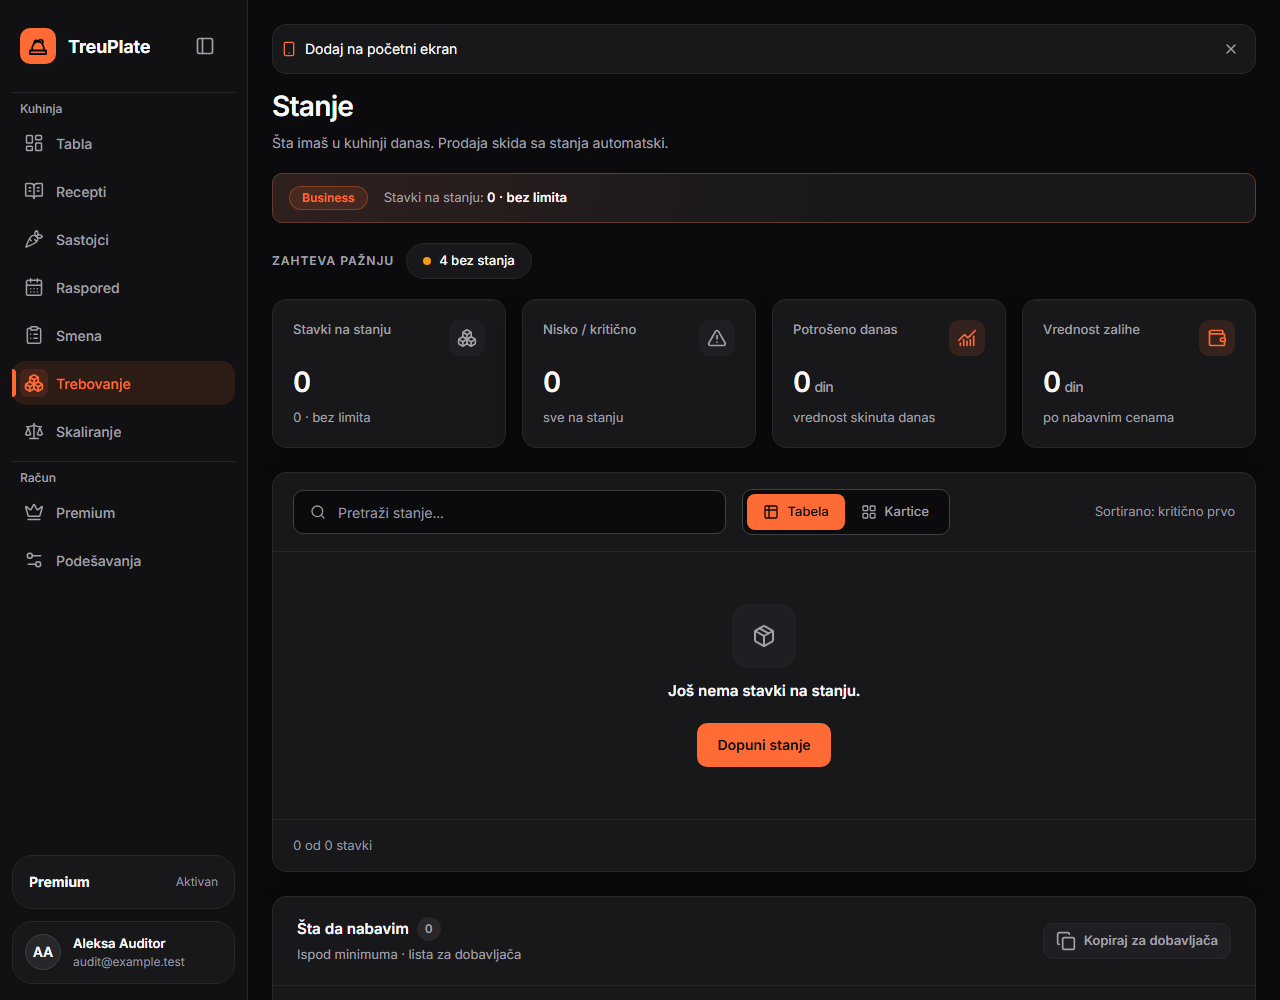 TreuPlate
Kuhinja
Tabla
Recepti
Sastojci
Raspored
Smena
Trebovanje
Skaliranje
Račun
Premium
Podešavanja
Premium
Aktivan
AA
Aleksa Auditor
audit@example.test
Dodaj na početni ekran
Stanje
Šta imaš u kuhinji danas. Prodaja skida sa stanja automatski.
Business
Stavki na stanju: 0 · bez limita
ZAHTEVA PAŽNJU
4 bez stanja
Stavki na stanju
0
0 · bez limita
Nisko / kritično
0
sve na stanju
Potrošeno danas
0 din
vrednost skinuta danas
Vrednost zalihe
0 din
po nabavnim cenama
Pretraži stanje...
Tabela
Kartice
Sortirano: kritično prvo
Još nema stavki na stanju.
Dopuni stanje
0 od 0 stavki
Šta da nabavim 0
Ispod minimuma · lista za dobavljača
Kopiraj za dobavljača